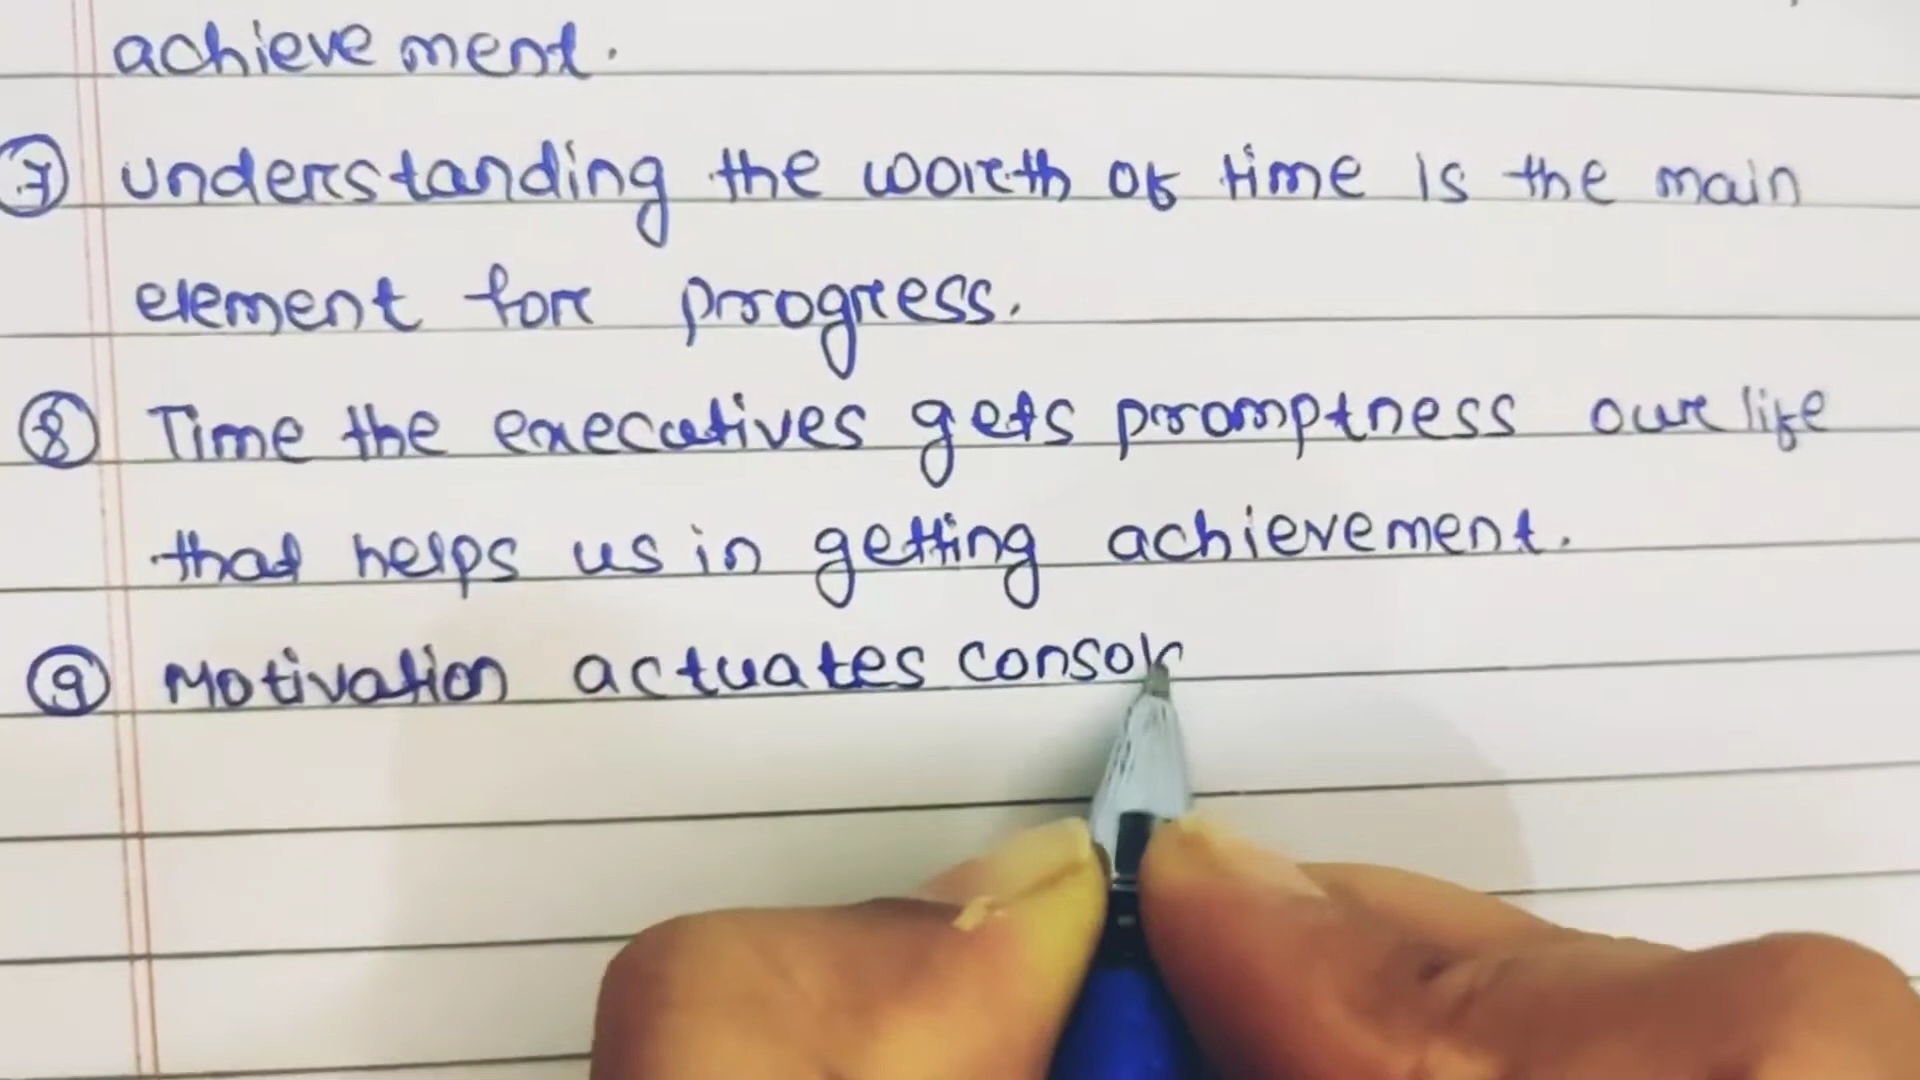 achievement.
⑦ understanding the worth of time is the main
element for progress.
⑧ Time the executives gets promptness our life
that helps us in getting achievement.
⑨ Motivation actuates